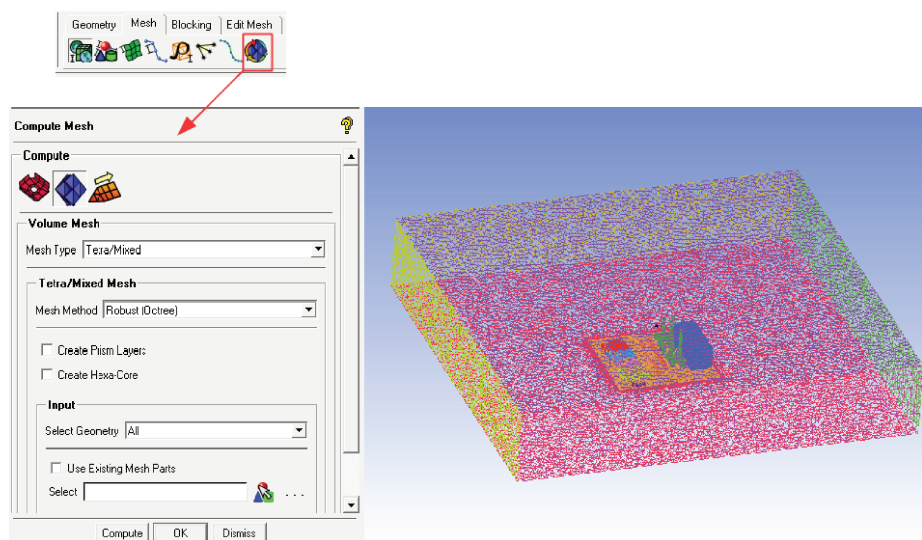 Geometry Mesh Blocking Edit Mesh
Compute Mesh
Compute
Volume Mesh
Mesh Type Tetra/Mixed
Tetra/Mixed Mesh
Mesh Method Robust (Octree)
Create Prism Layers
Create Hexa-Core
Input
Select Geometry All
Use Existing Mesh Parts
Select ...
Compute OK Dismiss